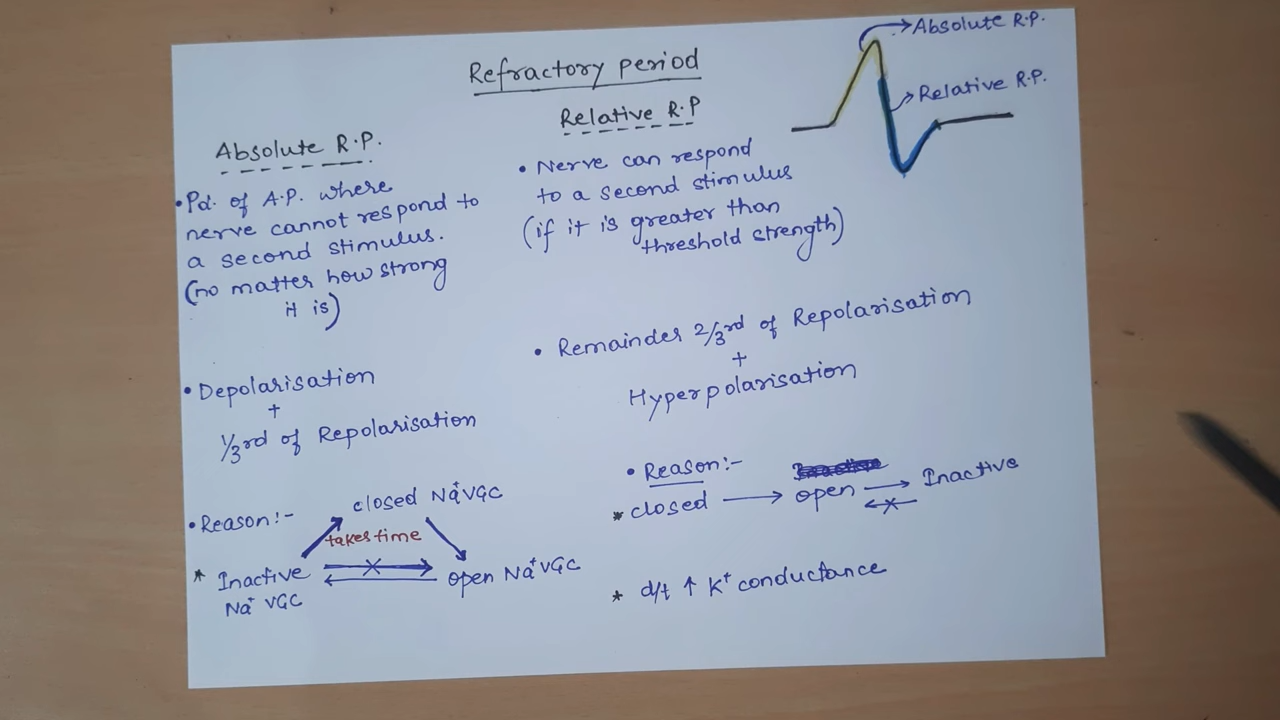 Refractory period
Absolute R.P.
Relative R.P.
Absolute R.P.
• Pd. of A.P. where
nerve cannot respond to
a second stimulus.
(no matter how strong
it is)
• Depolarisation
+
1/3rd of Repolarisation
• Reason:-
closed Na+VGC
takes time
* Inactive
Na+ VGC
open Na+VGC
Relative R.P
• Nerve can respond
to a second stimulus
(if it is greater than
threshold strength)
• Remainder 2/3rd of Repolarisation
+
Hyperpolarisation
• Reason:-
* closed → open → Inactive
* d/t ↑ K+ conductance